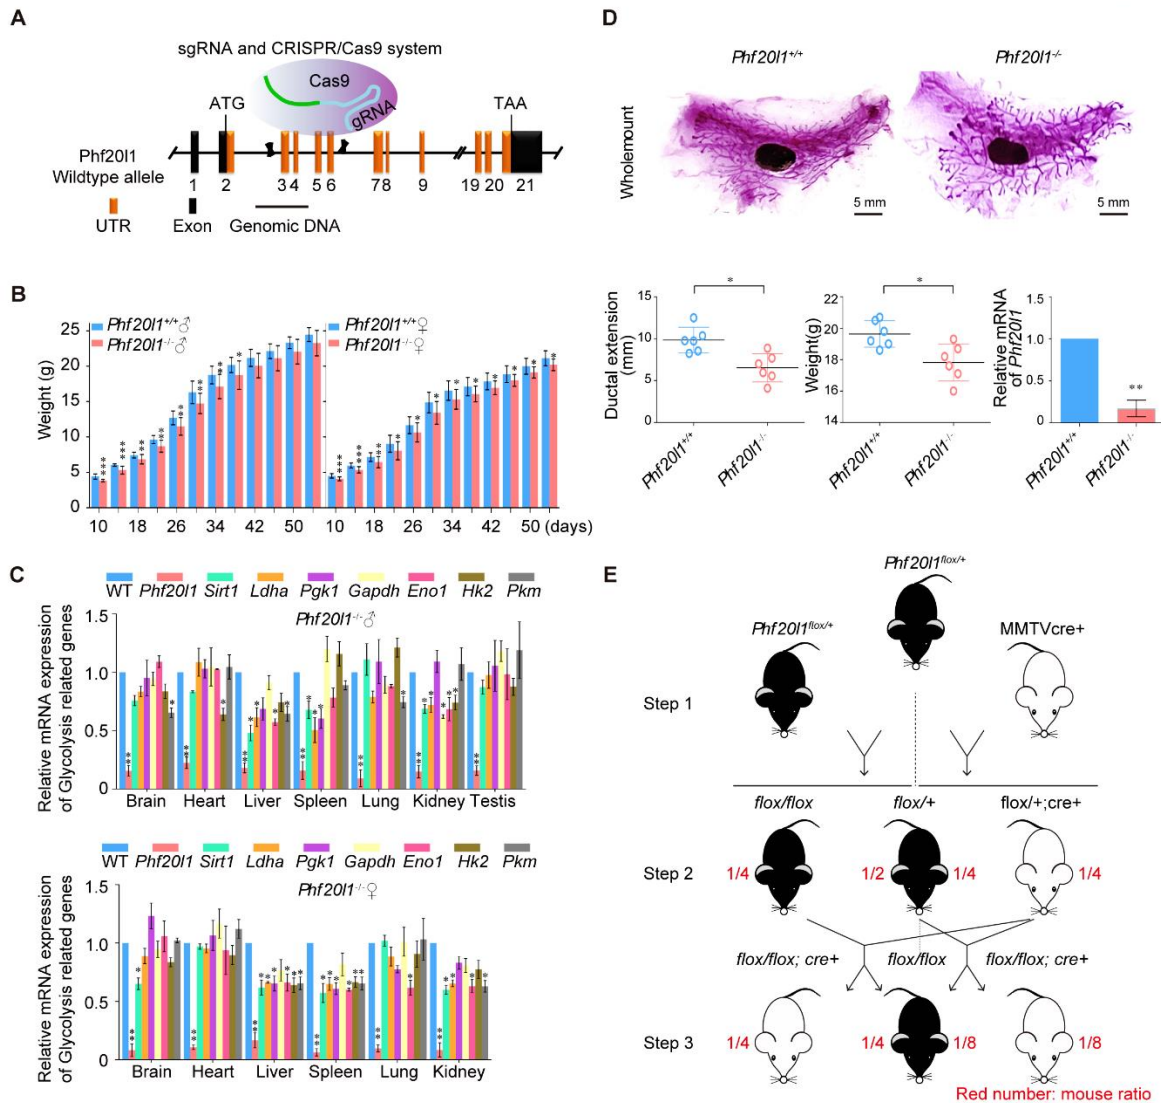 A
sgRNA and CRISPR/Cas9 system
Cas9
gRNA
ATG
TAA
Phf20l1
Wildtype allele
1 2 3 4 5 6 7 8 9 19 20 21
UTR
Exon
Genomic DNA
B
Weight (g)
25
20
15
10
5
0
Phf20l1+/+♂
Phf20l1-/-♂
Phf20l1+/+♀
Phf20l1-/-♀
10 18 26 34 42 50 10 18 26 34 42 50 (days)
C
WT Phf20l1 Sirt1 Ldha Pgk1 Gapdh Eno1 Hk2 Pkm
Phf20l1-/-♂
Relative mRNA expression
of Glycolysis related genes
1.5
1.0
0.5
0
Brain Heart Liver Spleen Lung Kidney Testis
WT Phf20l1 Sirt1 Ldha Pgk1 Gapdh Eno1 Hk2 Pkm
Phf20l1-/-♀
Relative mRNA expression
of Glycolysis related genes
1.5
1.0
0.5
0
Brain Heart Liver Spleen Lung Kidney
D
Phf20l1+/+
Phf20l1-/-
Wholemount
5 mm
5 mm
Ductal extension
(mm)
15
10
5
0
*
Phf20l1+/+
Phf20l1-/-
Weight(g)
22
20
18
16
14
*
Phf20l1+/+
Phf20l1-/-
Relative mRNA
of Phf20l1
1.5
1.0
0.5
0
**
Phf20l1+/+
Phf20l1-/-
E
Phf20l1flox/+
Phf20l1flox/+
MMTVcre+
Step 1
flox/flox
flox/+
flox/+;cre+
Step 2
1/4
1/2
1/4
1/4
flox/flox; cre+
flox/flox
flox/flox; cre+
Step 3
1/4
1/4
1/8
1/8
Red number: mouse ratio